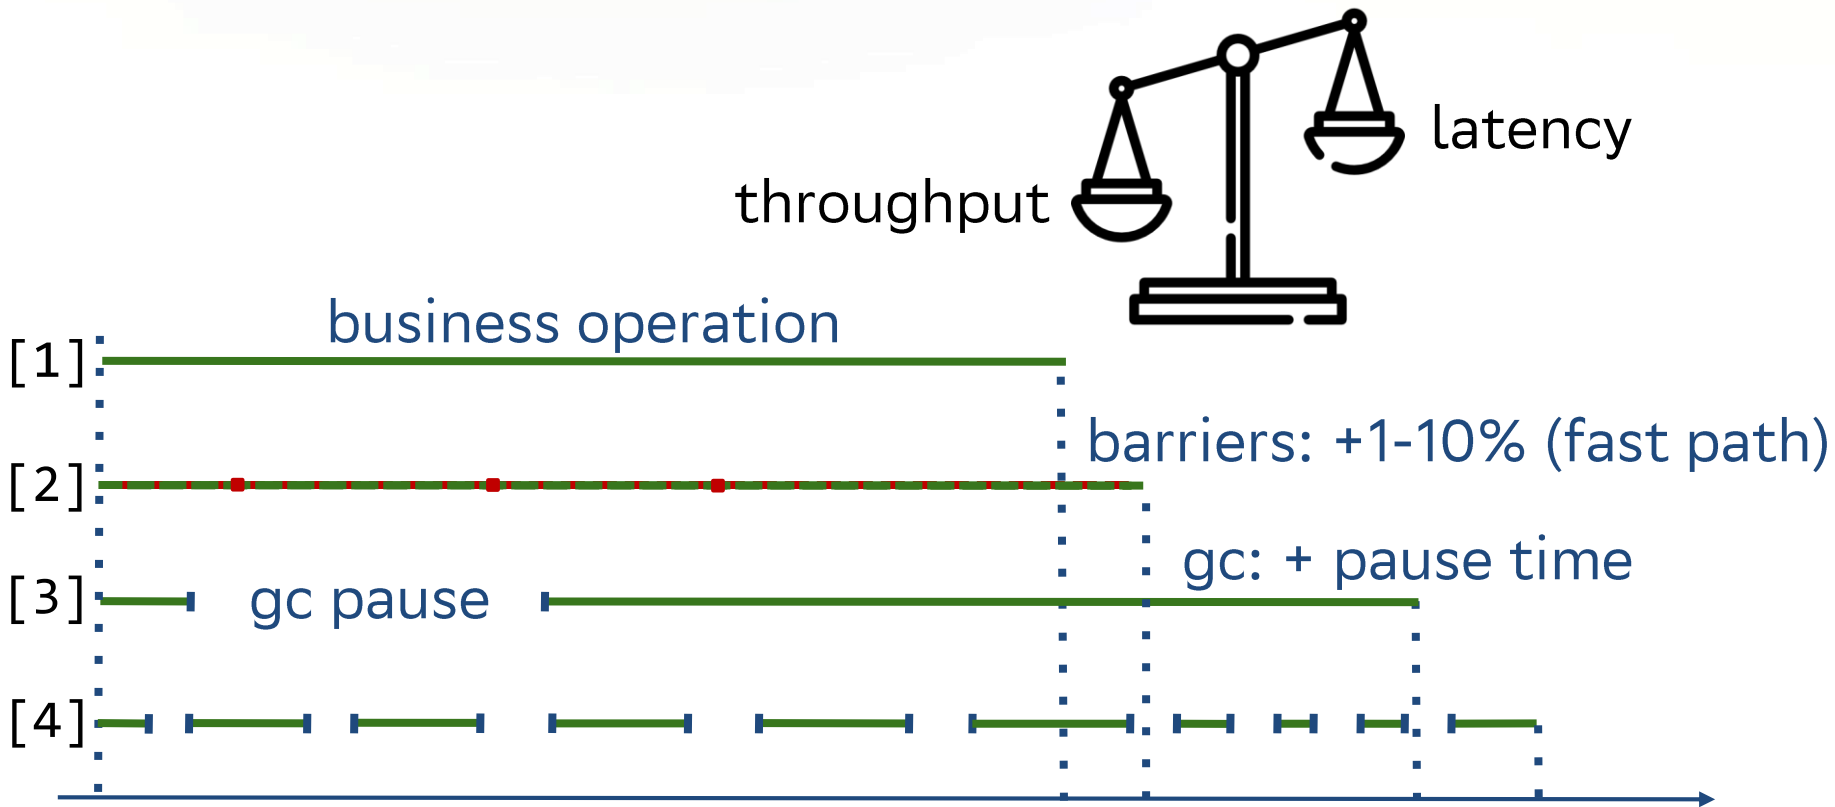 latency
throughput
business operation
[1]
barriers: +1-10% (fast path)
[2]
gc: + pause time
[3] gc pause
[4]